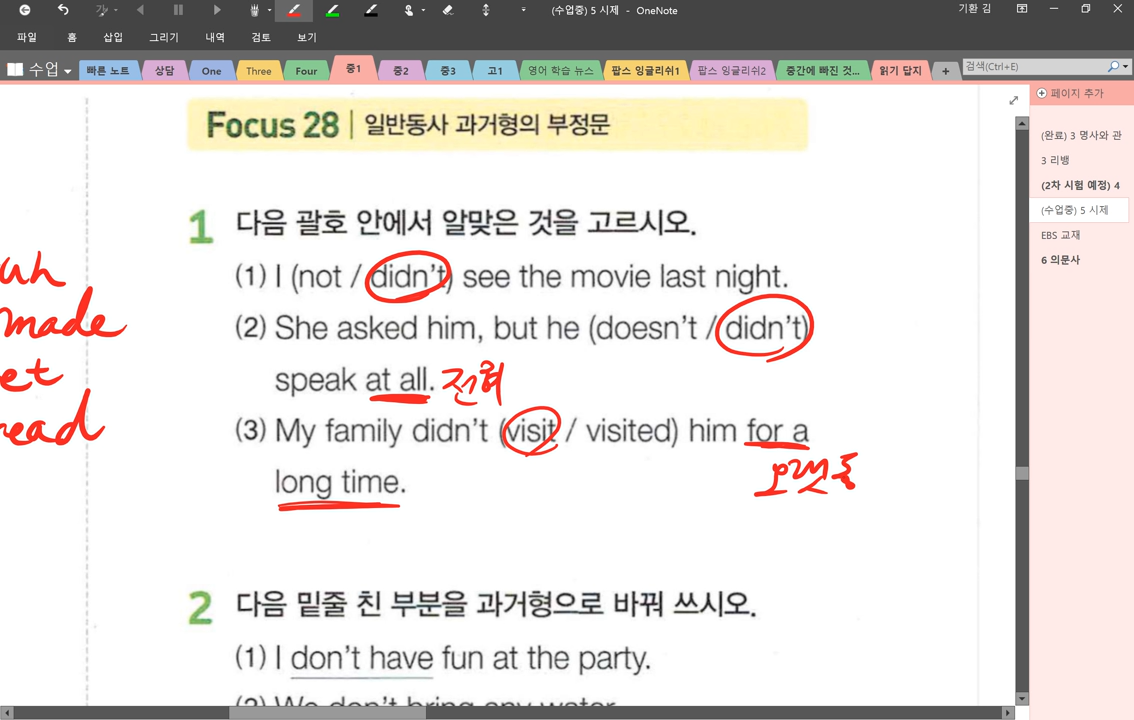 (수업중) 5 시제 - OneNote
기환 김
파일 홈 삽입 그리기 내역 검토 보기
수업 빠른 노트 상담 One Three Four 중1 중2 중3 고1 영어 학습 뉴스 팝스 잉글리쉬1 팝스 잉글리쉬2 중간에 빠진 것... 읽기 답지 + 검색(Ctrl+E)
페이지 추가
(완료) 3 명사와 관
3 리뱅
(2차 시험 예정) 4
(수업중) 5 시제
EBS 교재
6 의문사
Focus 28 | 일반동사 과거형의 부정문
1 다음 괄호 안에서 알맞은 것을 고르시오.
(1) I (not / didn't) see the movie last night.
(2) She asked him, but he (doesn't / didn't)
speak at all. 전혀
(3) My family didn't (visit / visited) him for a
long time.
오랫동
made
2 다음 밑줄 친 부분을 과거형으로 바꿔 쓰시오.
(1) I don't have fun at the party.
(2) We don't bring any water.